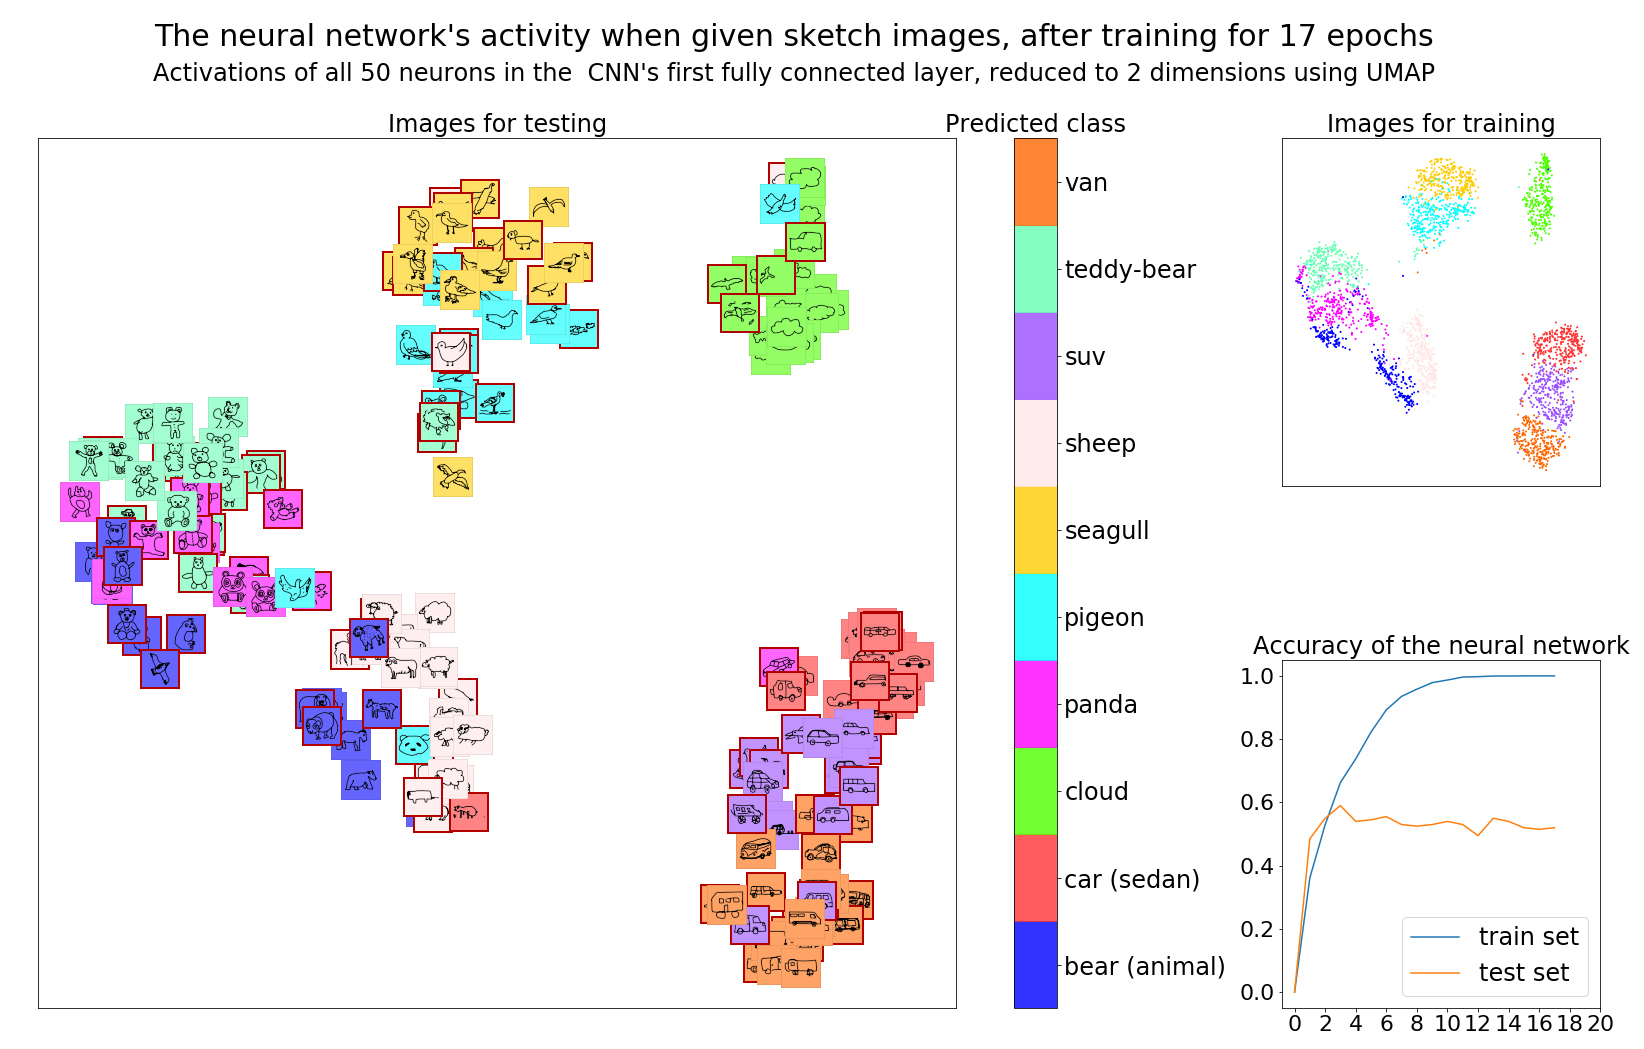 The neural network's activity when given sketch images, after training for 17 epochs
Activations of all 50 neurons in the  CNN's first fully connected layer, reduced to 2 dimensions using UMAP
Images for testing
Predicted class
van
teddy-bear
suv
sheep
seagull
pigeon
panda
cloud
car (sedan)
bear (animal)
Images for training
Accuracy of the neural network
1.0
0.8
0.6
0.4
0.2
0.0
train set
test set
0 2 4 6 8 10 12 14 16 18 20